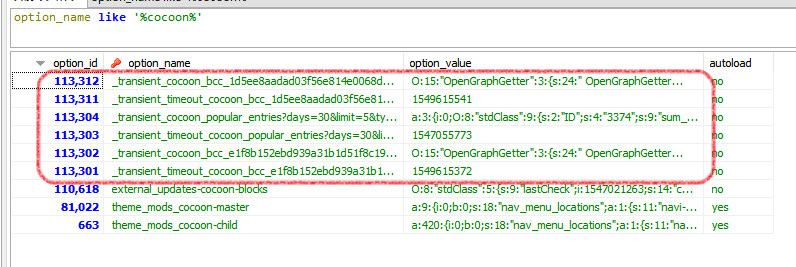 option_name like '%cocoon%'
option_id option_name option_value autoload
113,312 _transient_cocoon_bcc_1d5ee8aadad03f56e814e0068d... O:15:"OpenGraphGetter":3:{s:24:" OpenGraphGetter... no
113,311 _transient_timeout_cocoon_bcc_1d5ee8aadad03f56e81... 1549615541 no
113,304 _transient_cocoon_popular_entries?days=30&limit=5&ty... a:3:{i:0;O:8:"stdClass":9:{s:2:"ID";s:4:"3374";s:9:"sum_... no
113,303 _transient_timeout_cocoon_popular_entries?days=30&li... 1547055773 no
113,302 _transient_cocoon_bcc_e1f8b152ebd939a31b1d51f8c19... O:15:"OpenGraphGetter":3:{s:24:" OpenGraphGetter... no
113,301 _transient_timeout_cocoon_bcc_e1f8b152ebd939a31b1... 1549615372 no
110,618 external_updates-cocoon-blocks O:8:"stdClass":5:{s:9:"lastCheck";i:1547021263;s:14:"c... no
81,022 theme_mods_cocoon-master a:9:{i:0;b:0;s:18:"nav_menu_locations";a:1:{s:11:"navi-... yes
663 theme_mods_cocoon-child a:420:{i:0;b:0;s:18:"nav_menu_locations";a:1:{s:11:"na... yes